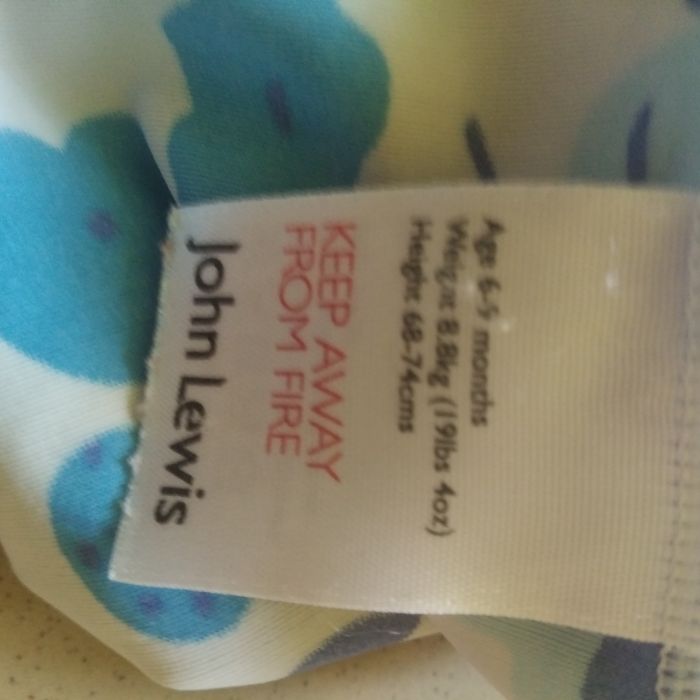 Age 6-9 months
Weight 8.8kg (19lbs 4oz)
Height 68-74cms
KEEP AWAY
FROM FIRE
John Lewis